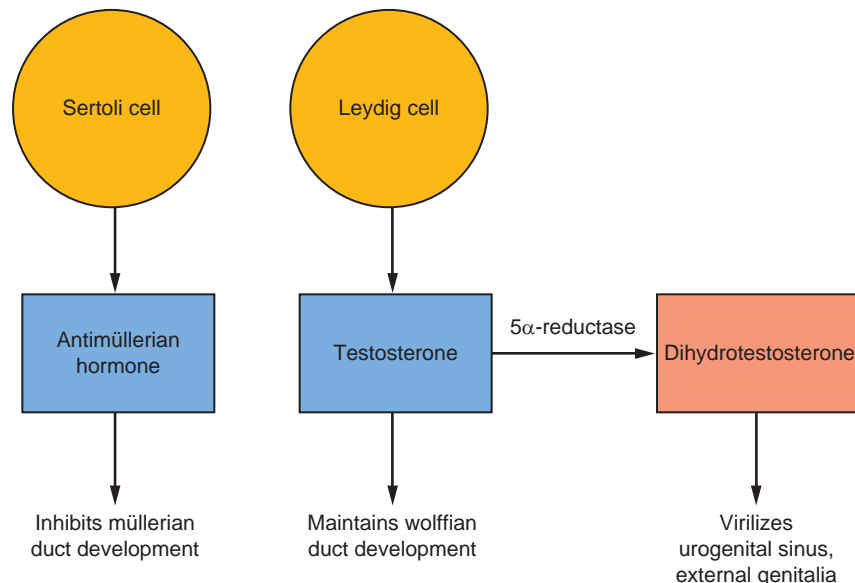 Sertoli cell
Leydig cell
Antimüllerian
hormone
Testosterone
5α-reductase
Dihydrotestosterone
Inhibits müllerian
duct development
Maintains wolffian
duct development
Virilizes
urogenital sinus,
external genitalia